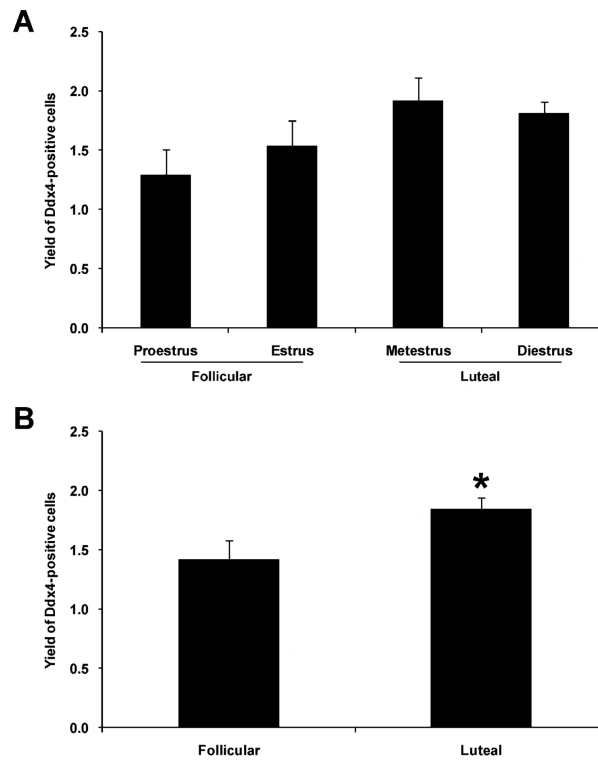 A
Yield of Ddx4-positive cells
2.5
2.0
1.5
1.0
0.5
0.0
Proestrus Estrus Metestrus Diestrus
Follicular Luteal
B
Yield of Ddx4-positive cells
2.5
2.0
1.5
1.0
0.5
0.0
*
Follicular Luteal